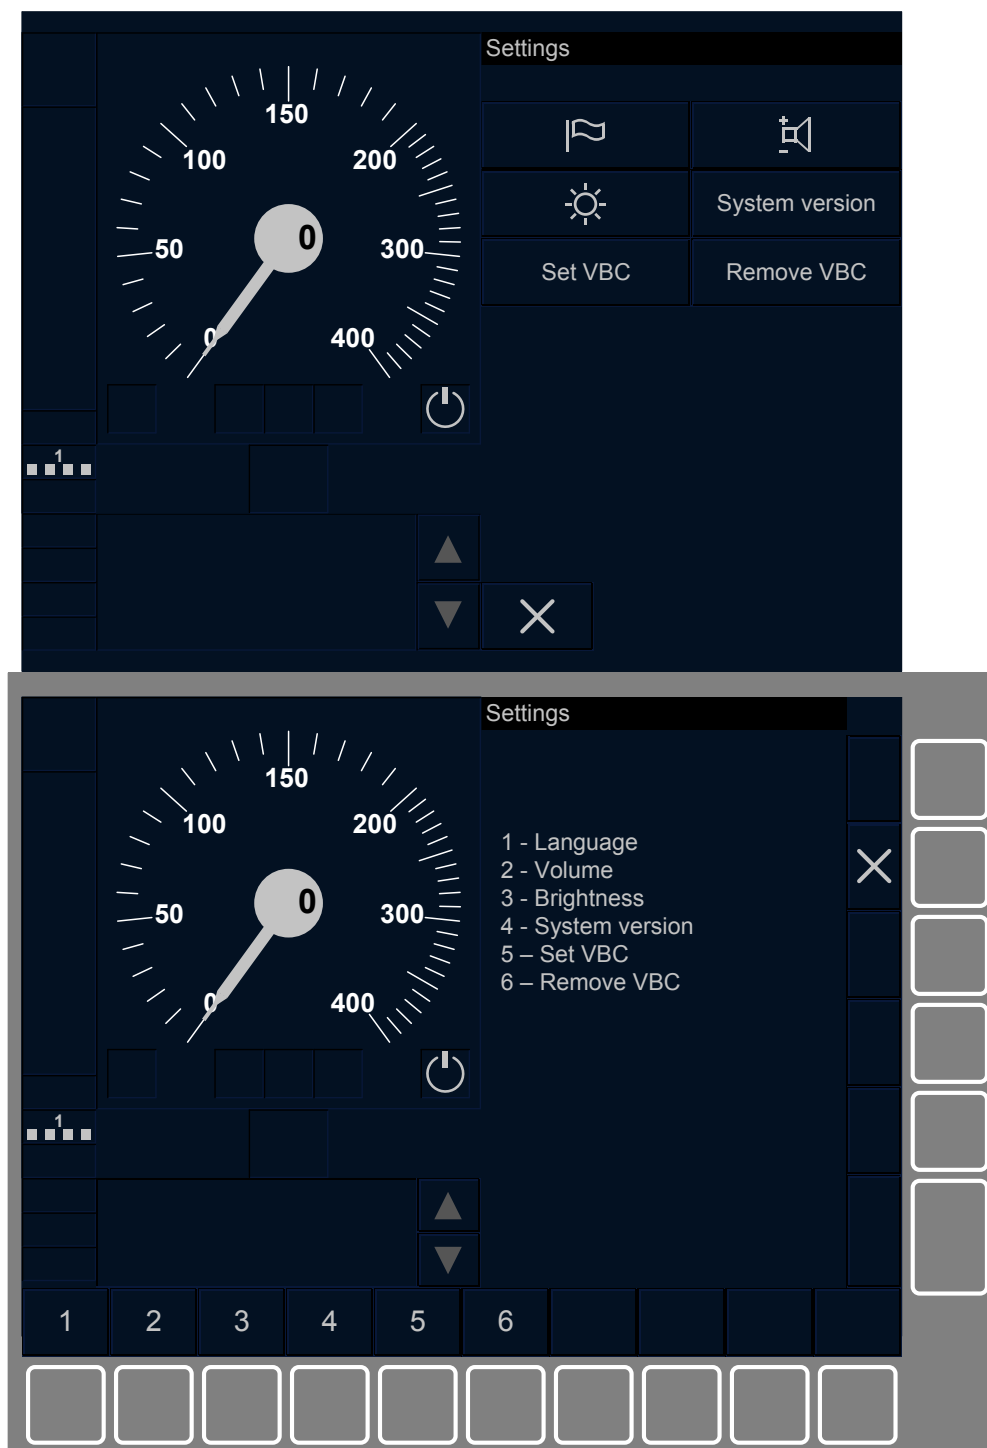 Settings
150
100 200
0
50 300
0 400
System version
Set VBC Remove VBC
1
Settings
150
100 200
0
50 300
0 400
1 - Language
2 - Volume
3 - Brightness
4 - System version
5 – Set VBC
6 – Remove VBC
1
1 2 3 4 5 6